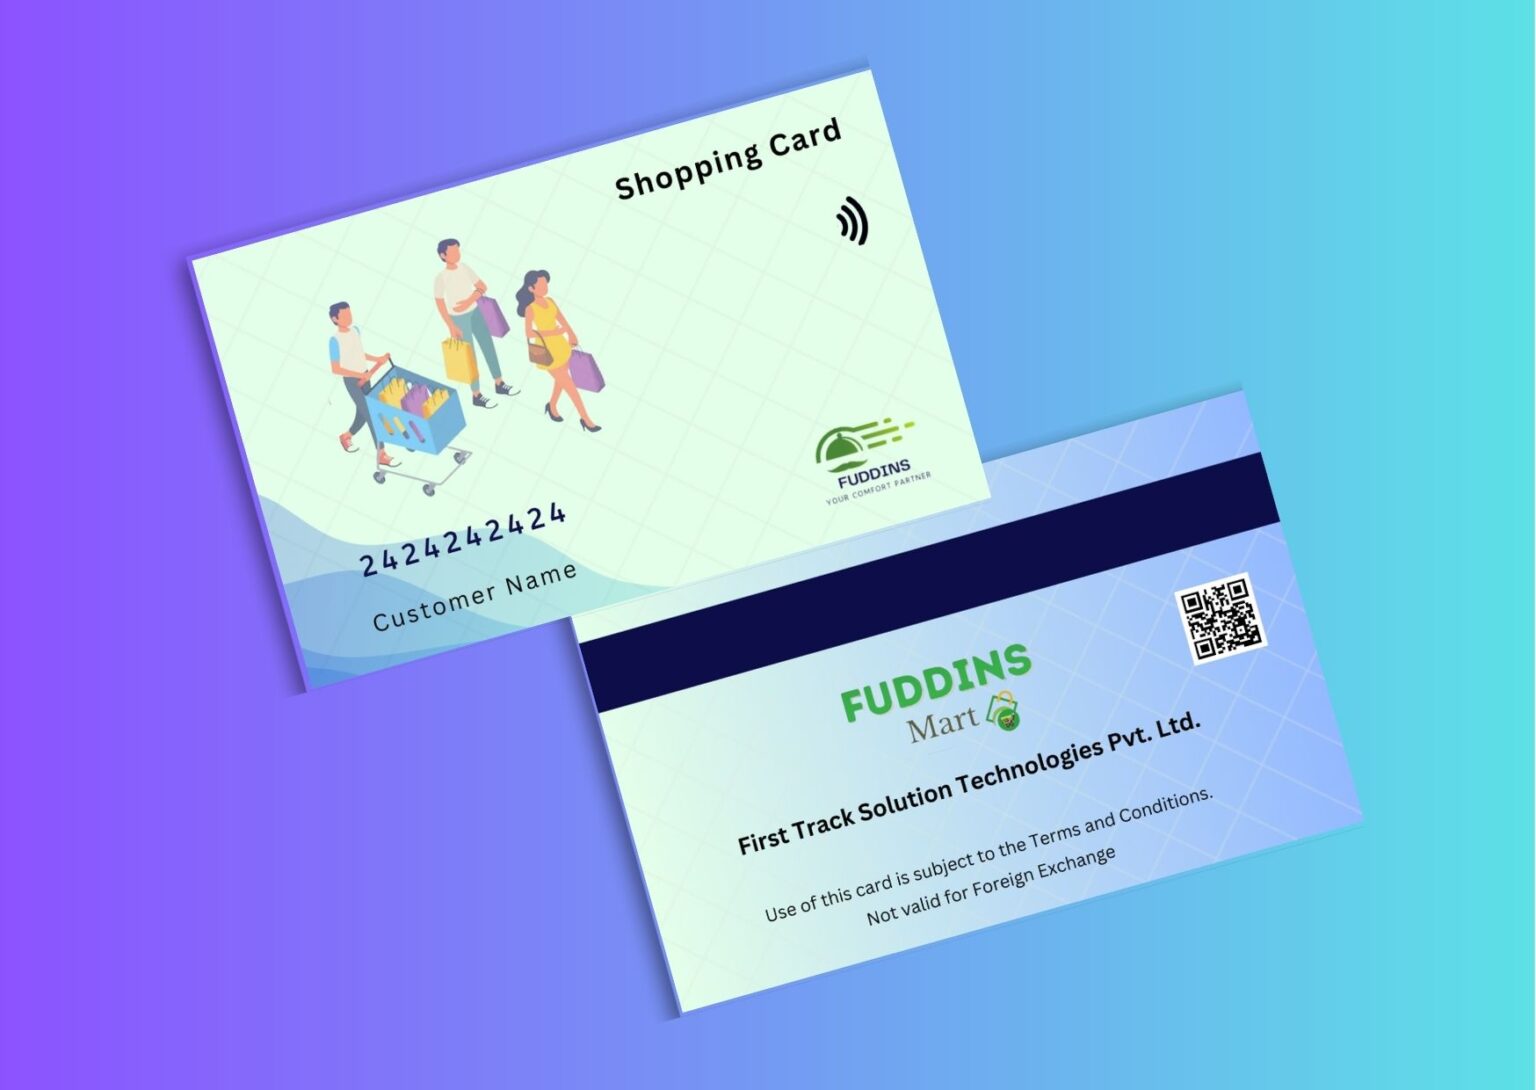 Shopping Card
FUDDINS
YOUR COMFORT PARTNER
2424242424
Customer Name
FUDDINS
Mart
First Track Solution Technologies Pvt. Ltd.
Use of this card is subject to the Terms and Conditions.
Not valid for Foreign Exchange